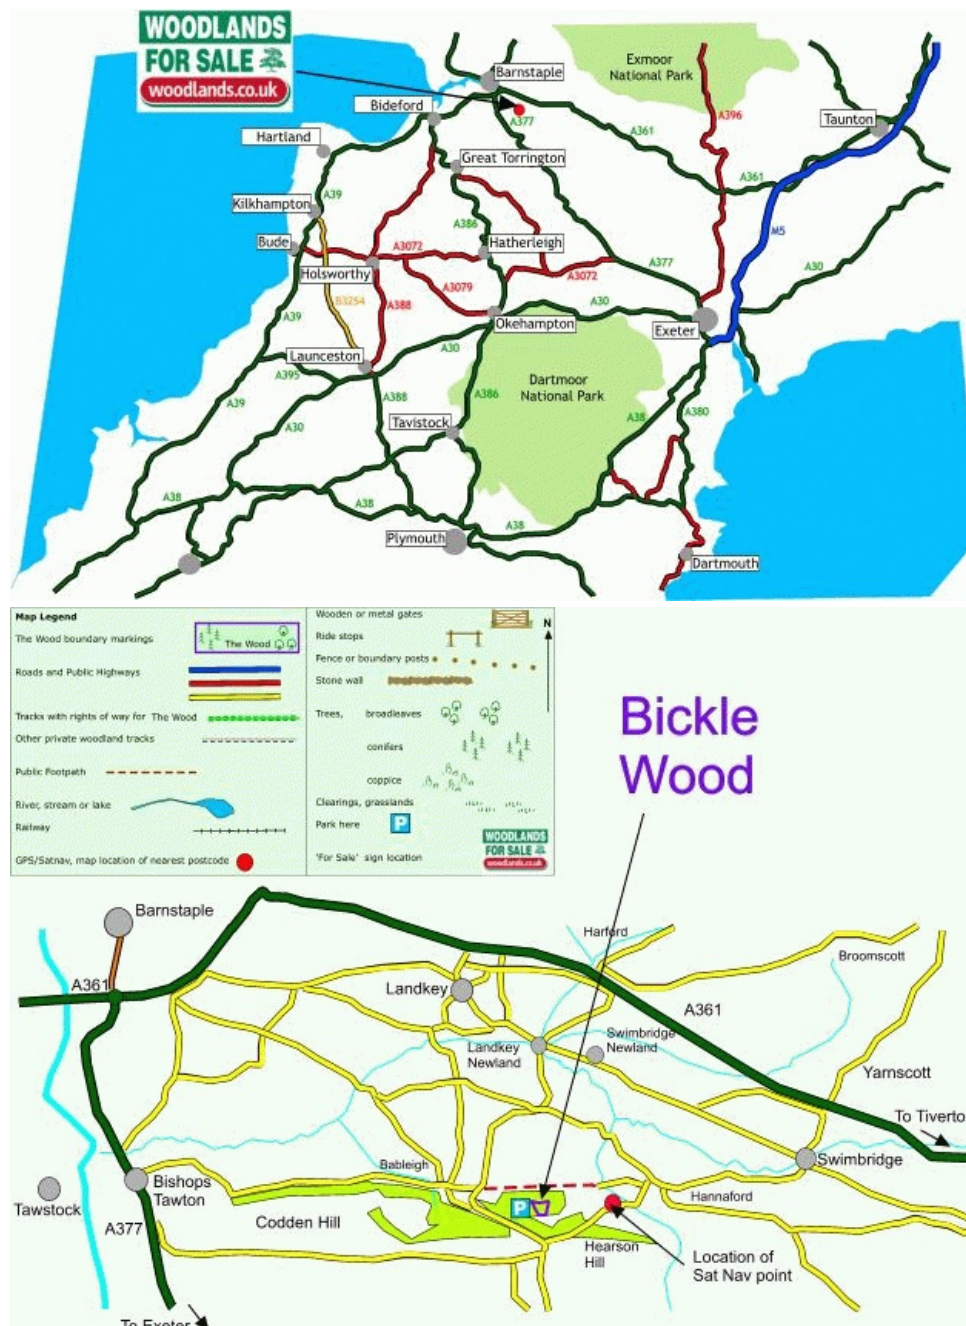 WOODLANDS
FOR SALE
woodlands.co.uk
Barnstaple
Exmoor
National Park
Bideford
A377
A396
Taunton
A361
Hartland
Great Torrington
A361
A39
Kilkhampton
A386
M5
Bude
A3072
Hatherleigh
A377
A30
Holsworthy
A3079
A3072
B3254
A388
A30
A39
Okehampton
Exeter
A30
Launceston
A395
Dartmoor
National Park
A388
A386
A39
A38
A380
A30
Tavistock
A38
A38
A38
Plymouth
Dartmouth
Map Legend
The Wood boundary markings
The Wood
Roads and Public Highways
Tracks with rights of way for The Wood
Other private woodland tracks
Public Footpath
River, stream or lake
Railway
GPS/Satnav, map location of nearest postcode
Wooden or metal gates
N
Ride stops
Fence or boundary posts
Stone wall
Trees, broadleaves
conifers
coppice
Clearings, grasslands
Park here
P
'For Sale' sign location
WOODLANDS
FOR SALE
woodlands.co.uk
Bickle
Wood
Barnstaple
Harford
Broomscott
A361
Landkey
A361
Landkey
Newland
Swimbridge
Newland
Yarnscott
To Tiverto
Bableigh
Swimbridge
Bishops
Tawton
Hannaford
Tawstock
Codden Hill
P
A377
Hearson
Hill
Location of
Sat Nav point
To Exeter